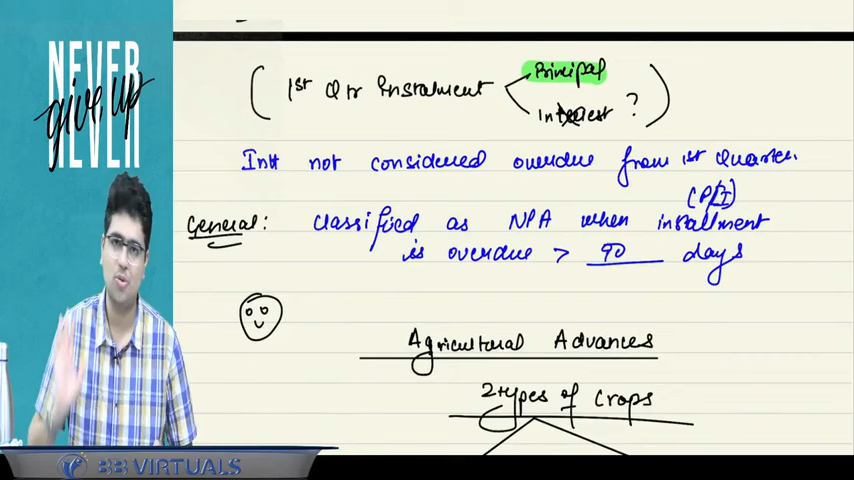 NEVER
give up
NEVER
1st Qtr Instalment
Principal
Interest ?
Intt not considered overdue from 1st Quarter.
(P/I)
General: Classified as NPA when installment
is overdue > 90 days
Agricultural Advances
2 types of crops
BB VIRTUALS